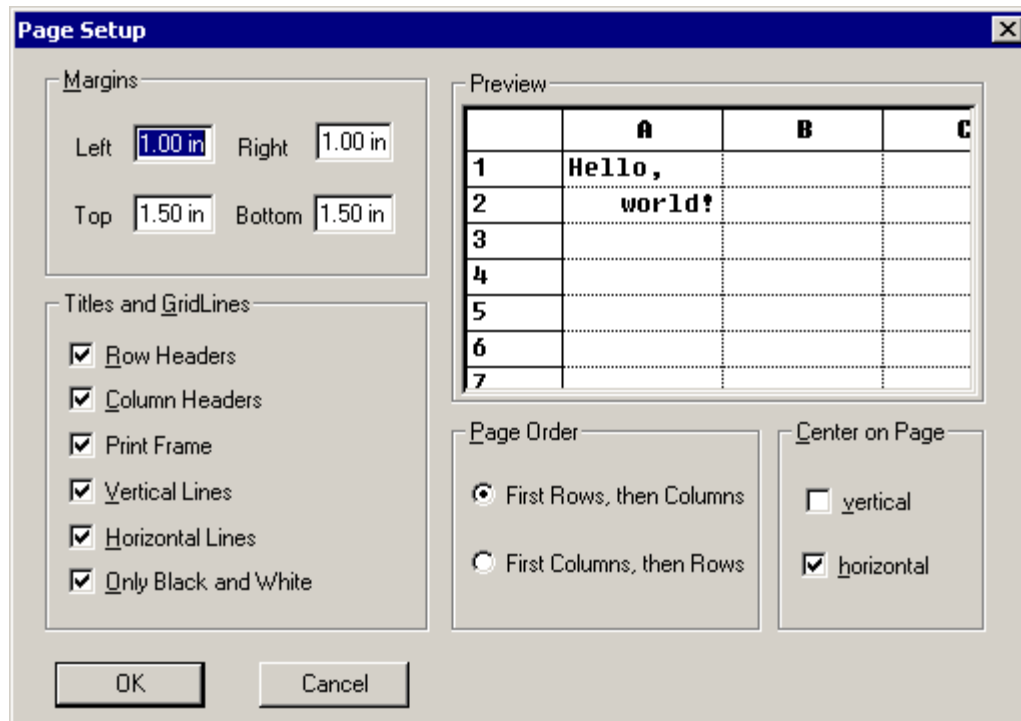 Page Setup
Margins
Left 1.00 in Right 1.00 in
Top 1.50 in Bottom 1.50 in
Titles and GridLines
Row Headers
Column Headers
Print Frame
Vertical Lines
Horizontal Lines
Only Black and White
Preview
A B C
1 Hello,
2 world!
3
4
5
6
7
Page Order
First Rows, then Columns
First Columns, then Rows
Center on Page
vertical
horizontal
OK Cancel